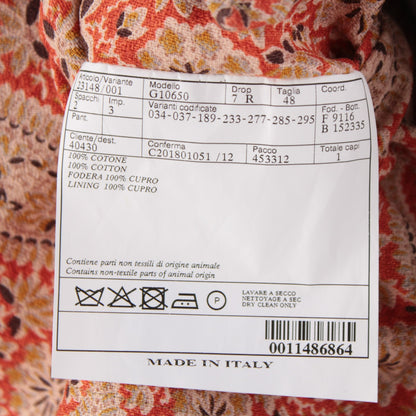 Articolo/Variante Modello Drop Taglia Coord.
23148/001 G10650 7 R 48
Spacchi Imp. Varianti codificate Fod. - Bott.
2 3 034-037-189-233-277-285-295 F 9116
Pant. B 152335
Cliente/dest. Conferma Pacco Totale capi
40430 C201801051 /12 453312 1
100% COTONE
100% COTTON
FODERA 100% CUPRO
LINING 100% CUPRO
Contiene parti non tessili di origine animale
Contains non-textile parts of animal origin
P
LAVARE A SECCO
NETTOYAGE A SEC
DRY CLEAN ONLY
0011486864
MADE IN ITALY